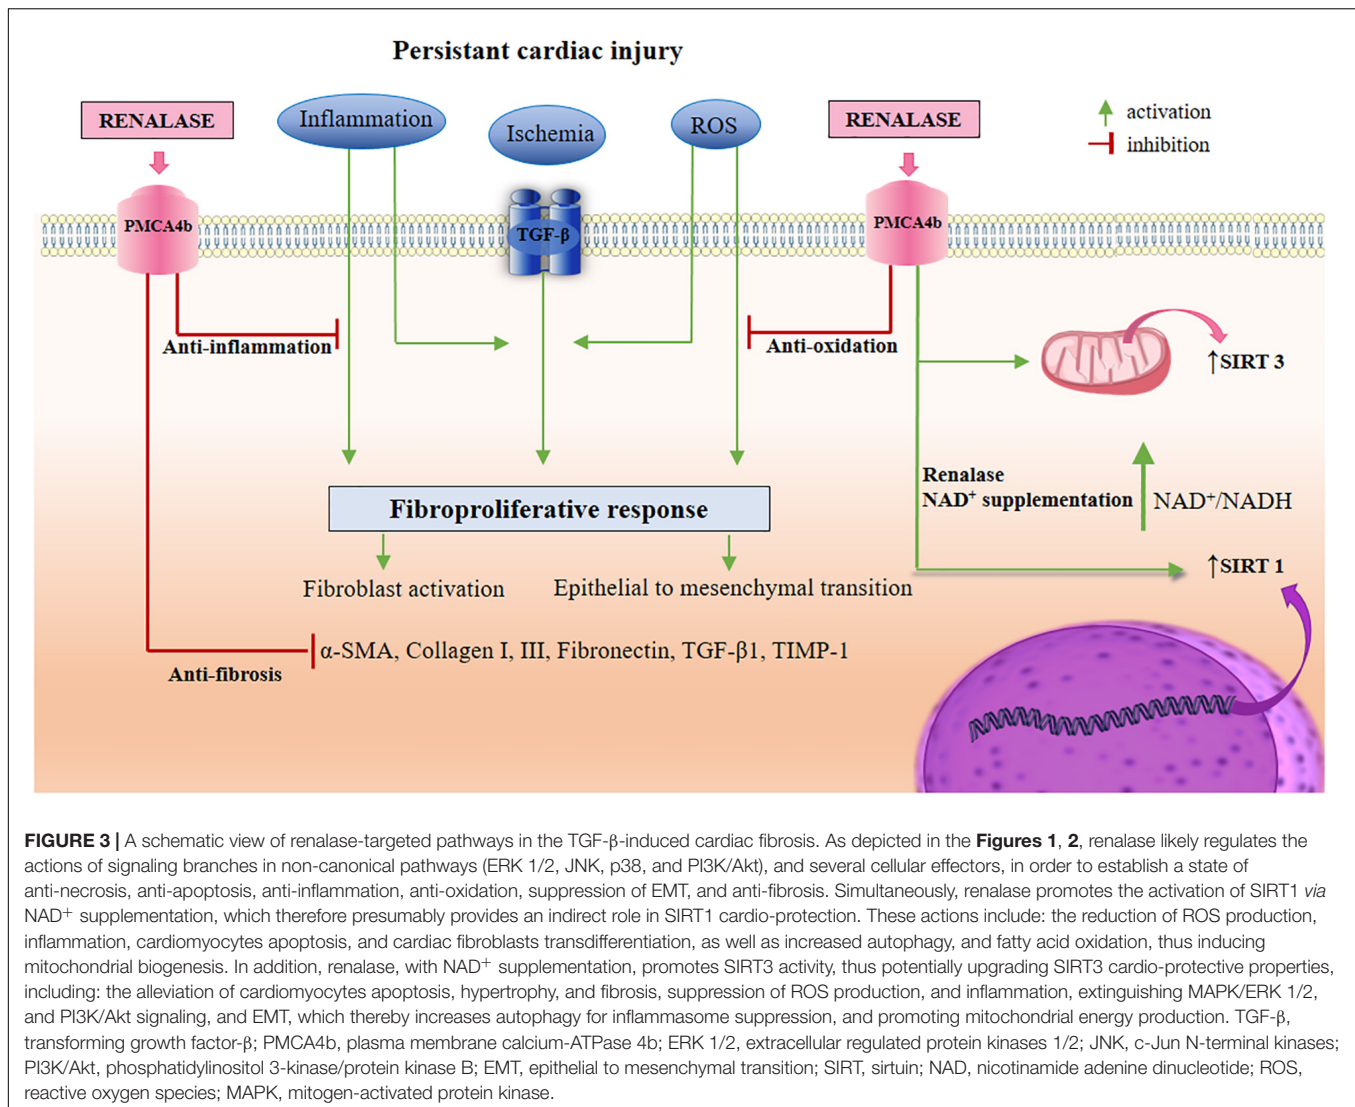 Persistant cardiac injury
RENALASE
Inflammation
Ischemia
ROS
RENALASE
activation
inhibition
PMCA4b
TGF-β
PMCA4b
Anti-inflammation
Anti-oxidation
↑SIRT 3
Renalase
NAD⁺ supplementation
NAD⁺/NADH
Fibroproliferative response
↑SIRT 1
Fibroblast activation
Epithelial to mesenchymal transition
α-SMA, Collagen I, III, Fibronectin, TGF-β1, TIMP-1
Anti-fibrosis
FIGURE 3 | A schematic view of renalase-targeted pathways in the TGF-β-induced cardiac fibrosis. As depicted in the Figures 1, 2, renalase likely regulates the
actions of signaling branches in non-canonical pathways (ERK 1/2, JNK, p38, and PI3K/Akt), and several cellular effectors, in order to establish a state of
anti-necrosis, anti-apoptosis, anti-inflammation, anti-oxidation, suppression of EMT, and anti-fibrosis. Simultaneously, renalase promotes the activation of SIRT1 via
NAD⁺ supplementation, which therefore presumably provides an indirect role in SIRT1 cardio-protection. These actions include: the reduction of ROS production,
inflammation, cardiomyocytes apoptosis, and cardiac fibroblasts transdifferentiation, as well as increased autophagy, and fatty acid oxidation, thus inducing
mitochondrial biogenesis. In addition, renalase, with NAD⁺ supplementation, promotes SIRT3 activity, thus potentially upgrading SIRT3 cardio-protective properties,
including: the alleviation of cardiomyocytes apoptosis, hypertrophy, and fibrosis, suppression of ROS production, and inflammation, extinguishing MAPK/ERK 1/2,
and PI3K/Akt signaling, and EMT, which thereby increases autophagy for inflammasome suppression, and promoting mitochondrial energy production. TGF-β,
transforming growth factor-β; PMCA4b, plasma membrane calcium-ATPase 4b; ERK 1/2, extracellular regulated protein kinases 1/2; JNK, c-Jun N-terminal kinases;
PI3K/Akt, phosphatidylinositol 3-kinase/protein kinase B; EMT, epithelial to mesenchymal transition; SIRT, sirtuin; NAD, nicotinamide adenine dinucleotide; ROS,
reactive oxygen species; MAPK, mitogen-activated protein kinase.